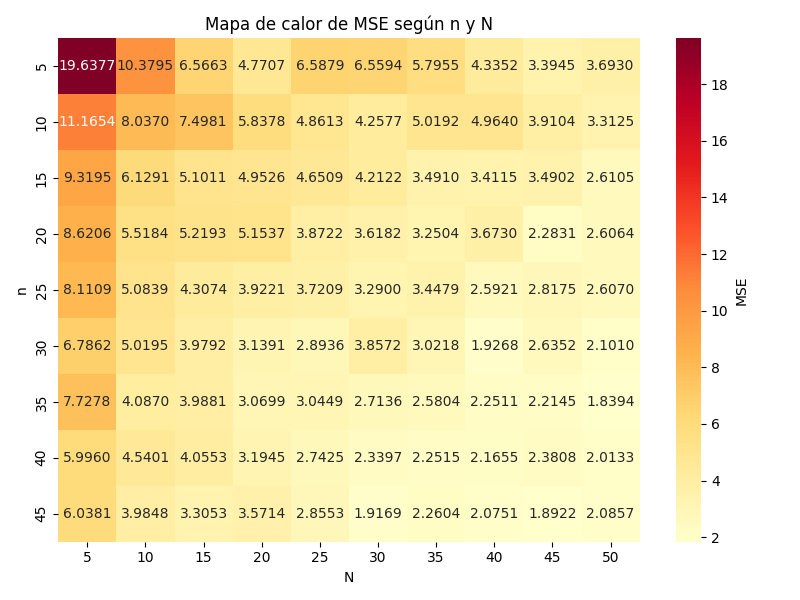 Mapa de calor de MSE según n y N
5 19.6377 10.3795 6.5663 4.7707 6.5879 6.5594 5.7955 4.3352 3.3945 3.6930
10 11.1654 8.0370 7.4981 5.8378 4.8613 4.2577 5.0192 4.9640 3.9104 3.3125
15 9.3195 6.1291 5.1011 4.9526 4.6509 4.2122 3.4910 3.4115 3.4902 2.6105
20 8.6206 5.5184 5.2193 5.1537 3.8722 3.6182 3.2504 3.6730 2.2831 2.6064
25 8.1109 5.0839 4.3074 3.9221 3.7209 3.2900 3.4479 2.5921 2.8175 2.6070
30 6.7862 5.0195 3.9792 3.1391 2.8936 3.8572 3.0218 1.9268 2.6352 2.1010
35 7.7278 4.0870 3.9881 3.0699 3.0449 2.7136 2.5804 2.2511 2.2145 1.8394
40 5.9960 4.5401 4.0553 3.1945 2.7425 2.3397 2.2515 2.1655 2.3808 2.0133
45 6.0381 3.9848 3.3053 3.5714 2.8553 1.9169 2.2604 2.0751 1.8922 2.0857
5 10 15 20 25 30 35 40 45 50
N
n
18
16
14
12
10
8
6
4
2
MSE